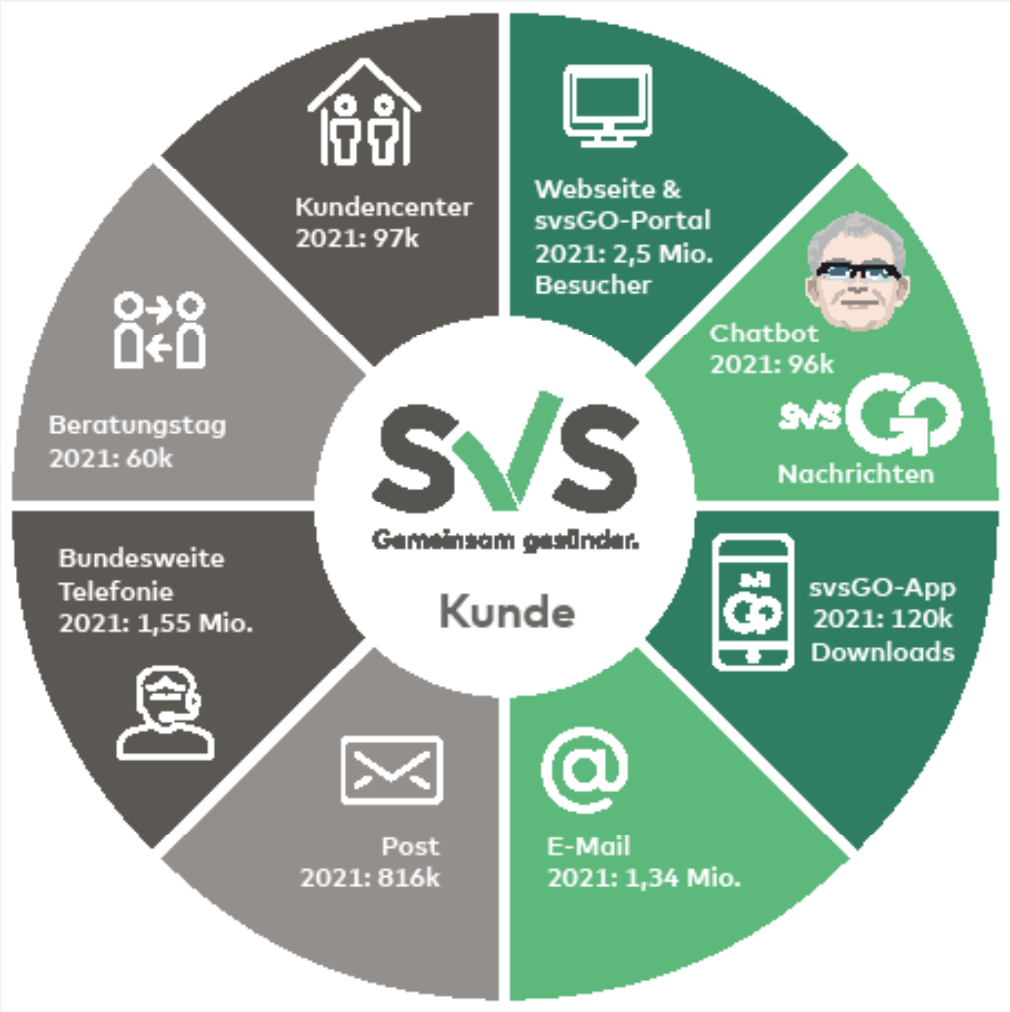 Kundencenter
2021: 97k
Webseite &
svsGO-Portal
2021: 2,5 Mio.
Besucher
Chatbot
2021: 96k
svs GO
Nachrichten
svs
GO
svsGO-App
2021: 120k
Downloads
@
E-Mail
2021: 1,34 Mio.
Post
2021: 816k
Bundesweite
Telefonie
2021: 1,55 Mio.
Beratungstag
2021: 60k
SVS
Gemeinsam gesünder.
Kunde